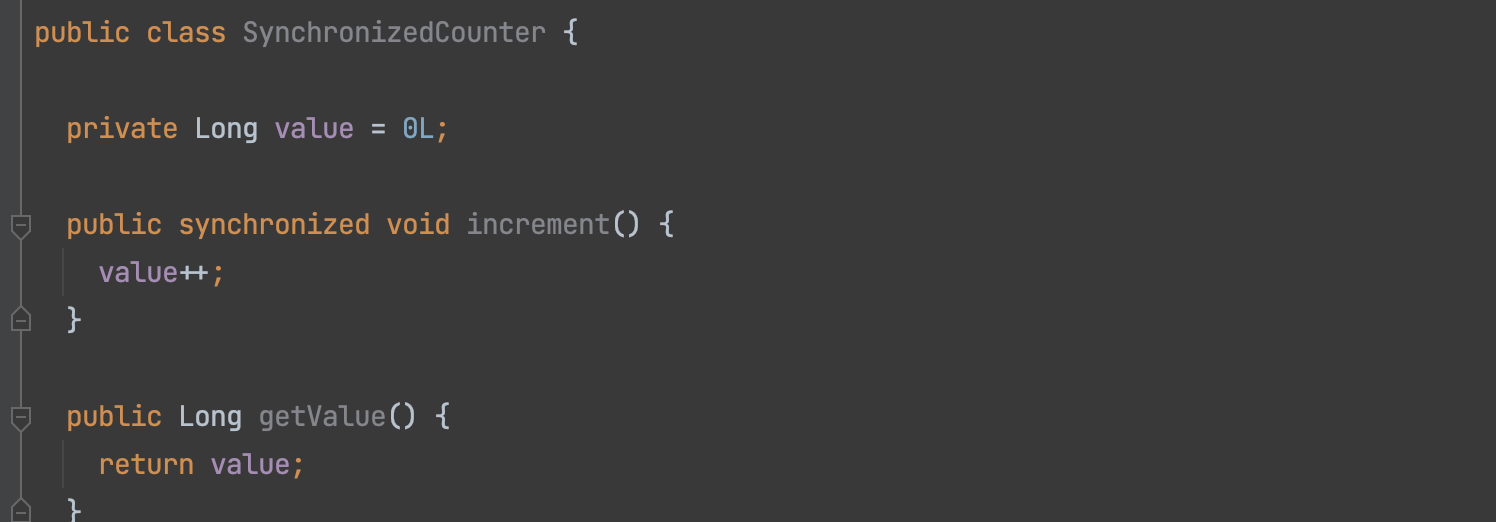 public class SynchronizedCounter {
private Long value = 0L;
public synchronized void increment() {
value++;
}
public Long getValue() {
return value;
}